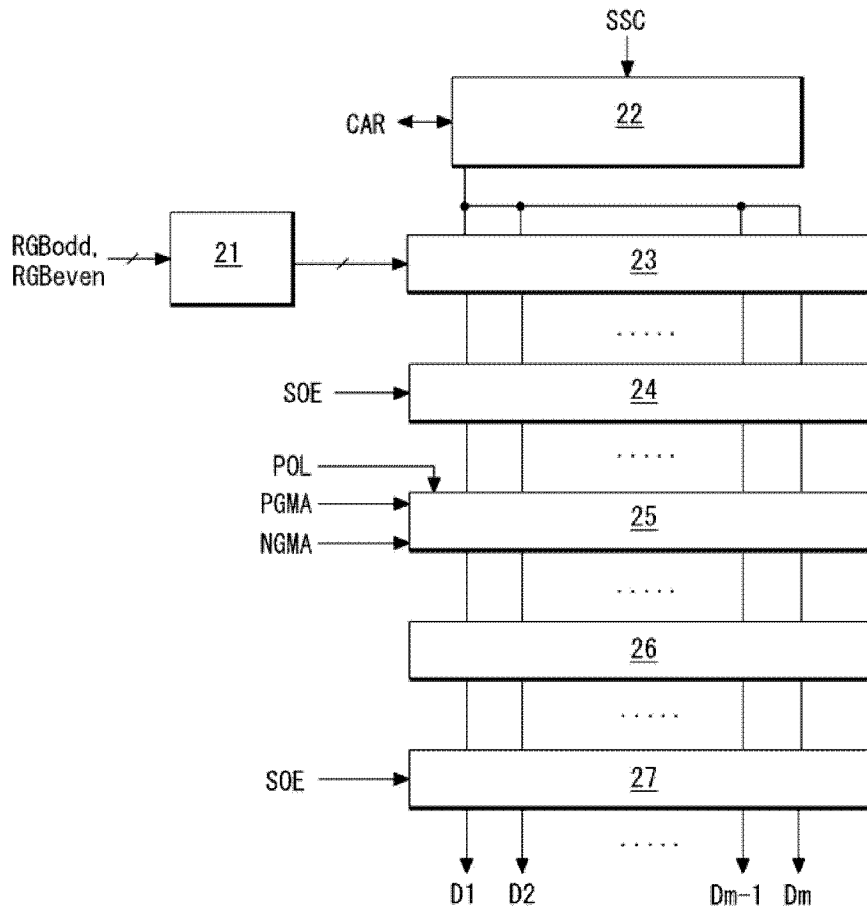 SSC
22
CAR
RGBodd,
RGBeven
21
23
.....
SOE
24
.....
POL
PGMA
NGMA
25
.....
26
.....
SOE
27
.....
D1 D2 Dm-1 Dm